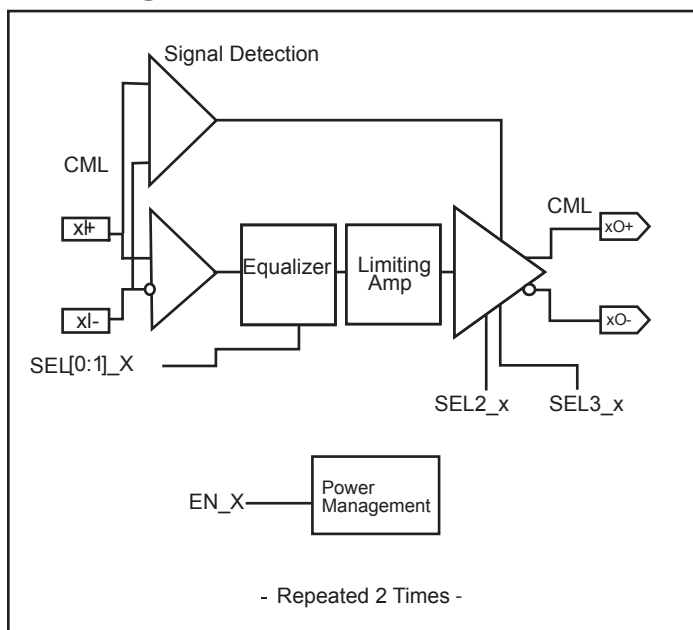 Signal Detection
CML
xI+
xI-
SEL[0:1]_X
Equalizer
Limiting
Amp
CML
xO+
xO-
SEL2_x
SEL3_x
EN_X
Power
Management
- Repeated 2 Times -